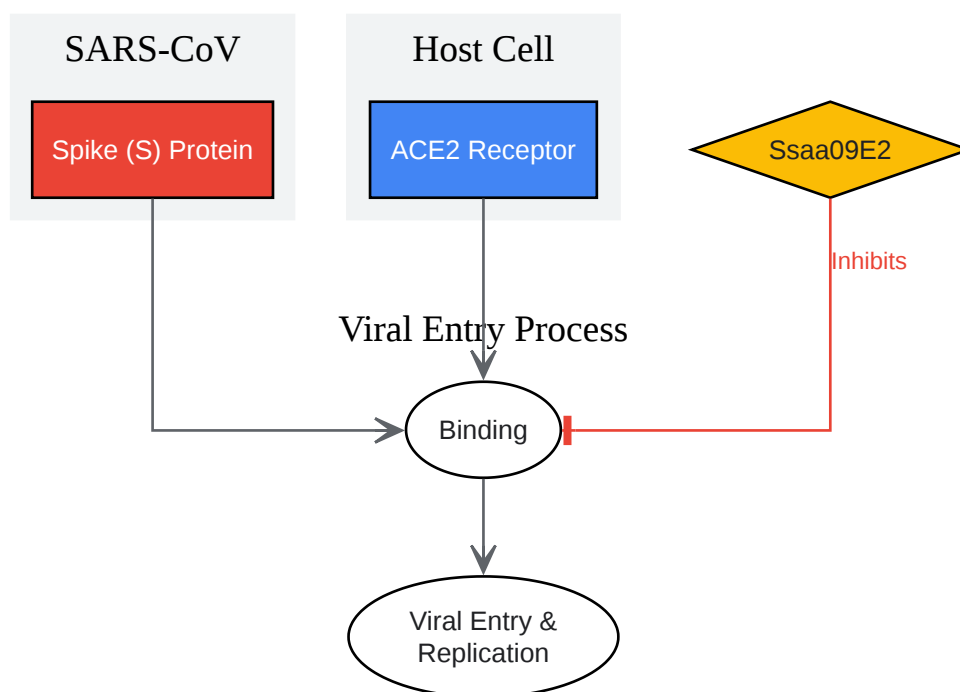 SARS-CoV
Host Cell
Spike (S) Protein
ACE2 Receptor
Ssaa09E2
Inhibits
Viral Entry Process
Binding
Viral Entry &
Replication